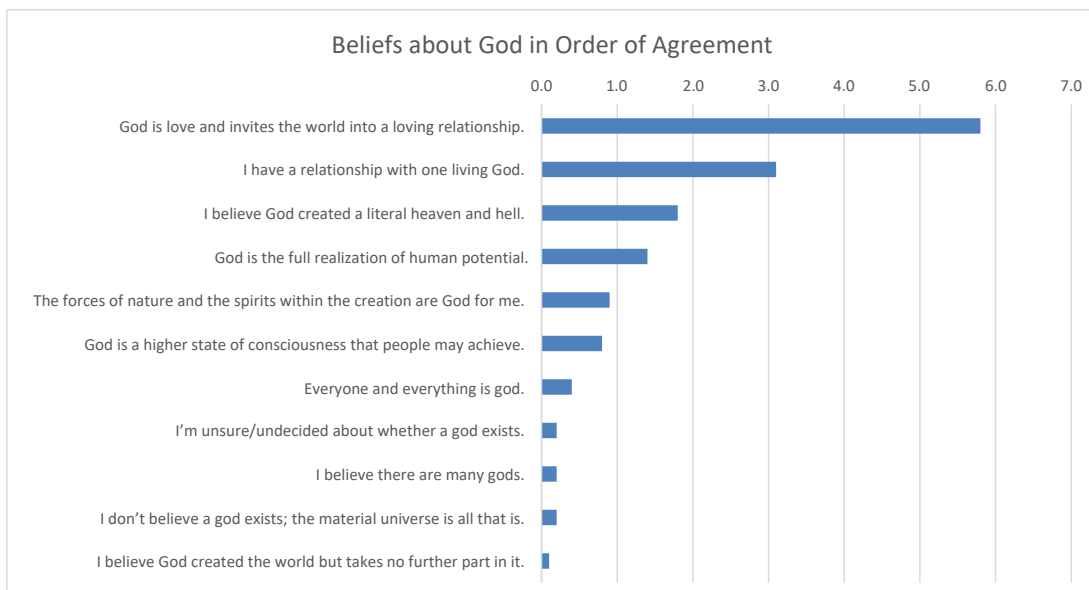 Beliefs about God in Order of Agreement
0.0 1.0 2.0 3.0 4.0 5.0 6.0 7.0
God is love and invites the world into a loving relationship.
I have a relationship with one living God.
I believe God created a literal heaven and hell.
God is the full realization of human potential.
The forces of nature and the spirits within the creation are God for me.
God is a higher state of consciousness that people may achieve.
Everyone and everything is god.
I’m unsure/undecided about whether a god exists.
I believe there are many gods.
I don’t believe a god exists; the material universe is all that is.
I believe God created the world but takes no further part in it.